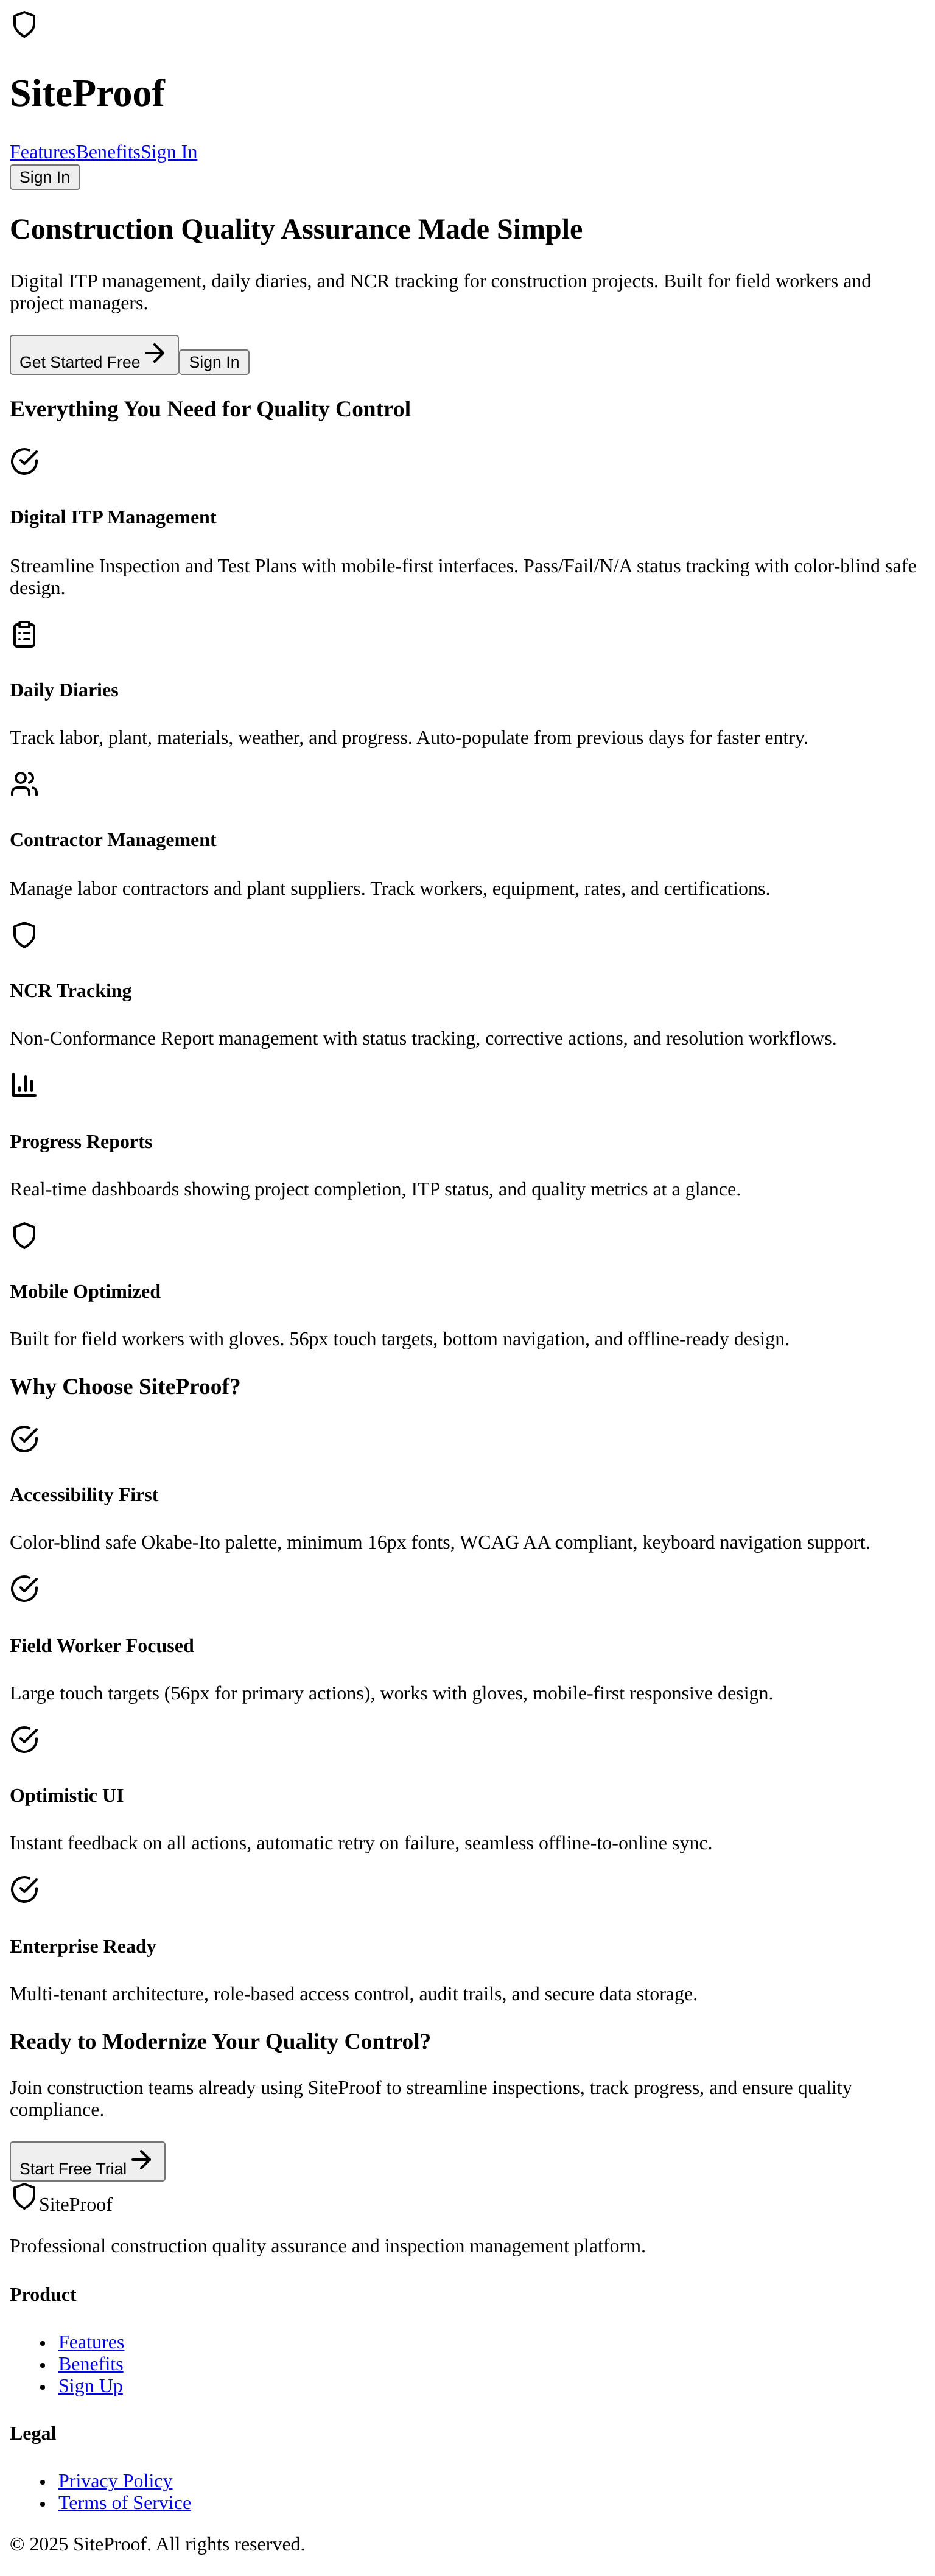 SiteProof
FeaturesBenefitsSign In
Sign In
Construction Quality Assurance Made Simple
Digital ITP management, daily diaries, and NCR tracking for construction projects. Built for field workers and
project managers.
Get Started Free Sign In
Everything You Need for Quality Control
Digital ITP Management
Streamline Inspection and Test Plans with mobile-first interfaces. Pass/Fail/N/A status tracking with color-blind safe
design.
Daily Diaries
Track labor, plant, materials, weather, and progress. Auto-populate from previous days for faster entry.
Contractor Management
Manage labor contractors and plant suppliers. Track workers, equipment, rates, and certifications.
NCR Tracking
Non-Conformance Report management with status tracking, corrective actions, and resolution workflows.
Progress Reports
Real-time dashboards showing project completion, ITP status, and quality metrics at a glance.
Mobile Optimized
Built for field workers with gloves. 56px touch targets, bottom navigation, and offline-ready design.
Why Choose SiteProof?
Accessibility First
Color-blind safe Okabe-Ito palette, minimum 16px fonts, WCAG AA compliant, keyboard navigation support.
Field Worker Focused
Large touch targets (56px for primary actions), works with gloves, mobile-first responsive design.
Optimistic UI
Instant feedback on all actions, automatic retry on failure, seamless offline-to-online sync.
Enterprise Ready
Multi-tenant architecture, role-based access control, audit trails, and secure data storage.
Ready to Modernize Your Quality Control?
Join construction teams already using SiteProof to streamline inspections, track progress, and ensure quality
compliance.
Start Free Trial
SiteProof
Professional construction quality assurance and inspection management platform.
Product
Features
Benefits
Sign Up
Legal
Privacy Policy
Terms of Service
© 2025 SiteProof. All rights reserved.